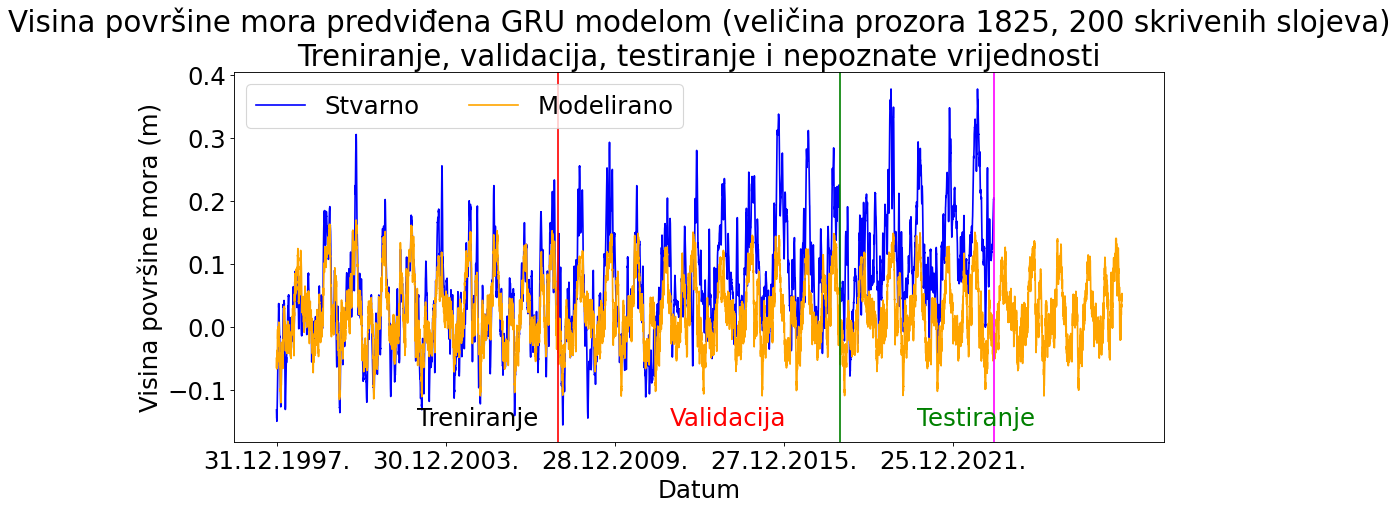 Visina površine mora predviđena GRU modelom (veličina prozora 1825, 200 skrivenih slojeva)
Treniranje, validacija, testiranje i nepoznate vrijednosti
Stvarno
Modelirano
Visina površine mora (m)
0.4
0.3
0.2
0.1
0.0
−0.1
Treniranje
Validacija
Testiranje
31.12.1997.
30.12.2003.
28.12.2009.
27.12.2015.
25.12.2021.
Datum